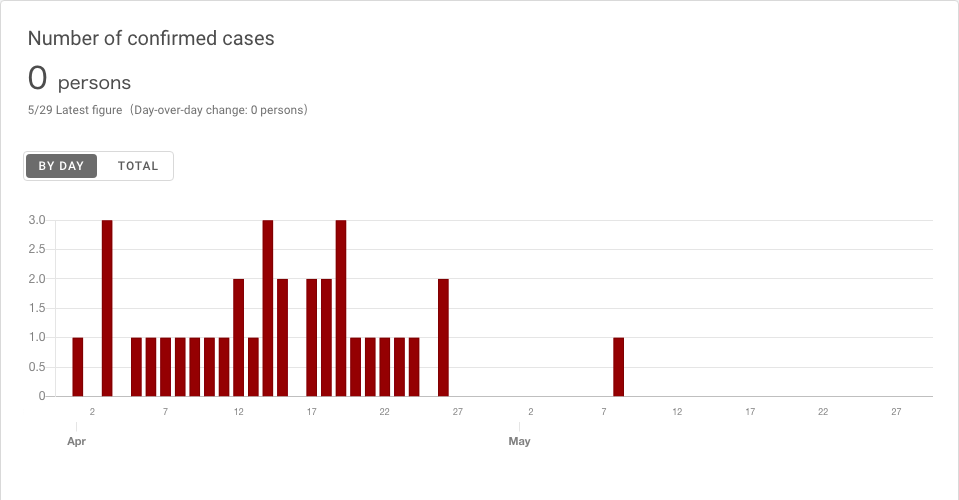 Number of confirmed cases
0 persons
5/29 Latest figure（Day-over-day change: 0 persons）
BY DAY TOTAL
3.0
2.5
2.0
1.5
1.0
0.5
0
2 7 12 17 22 27 2 7 12 17 22 27
Apr May